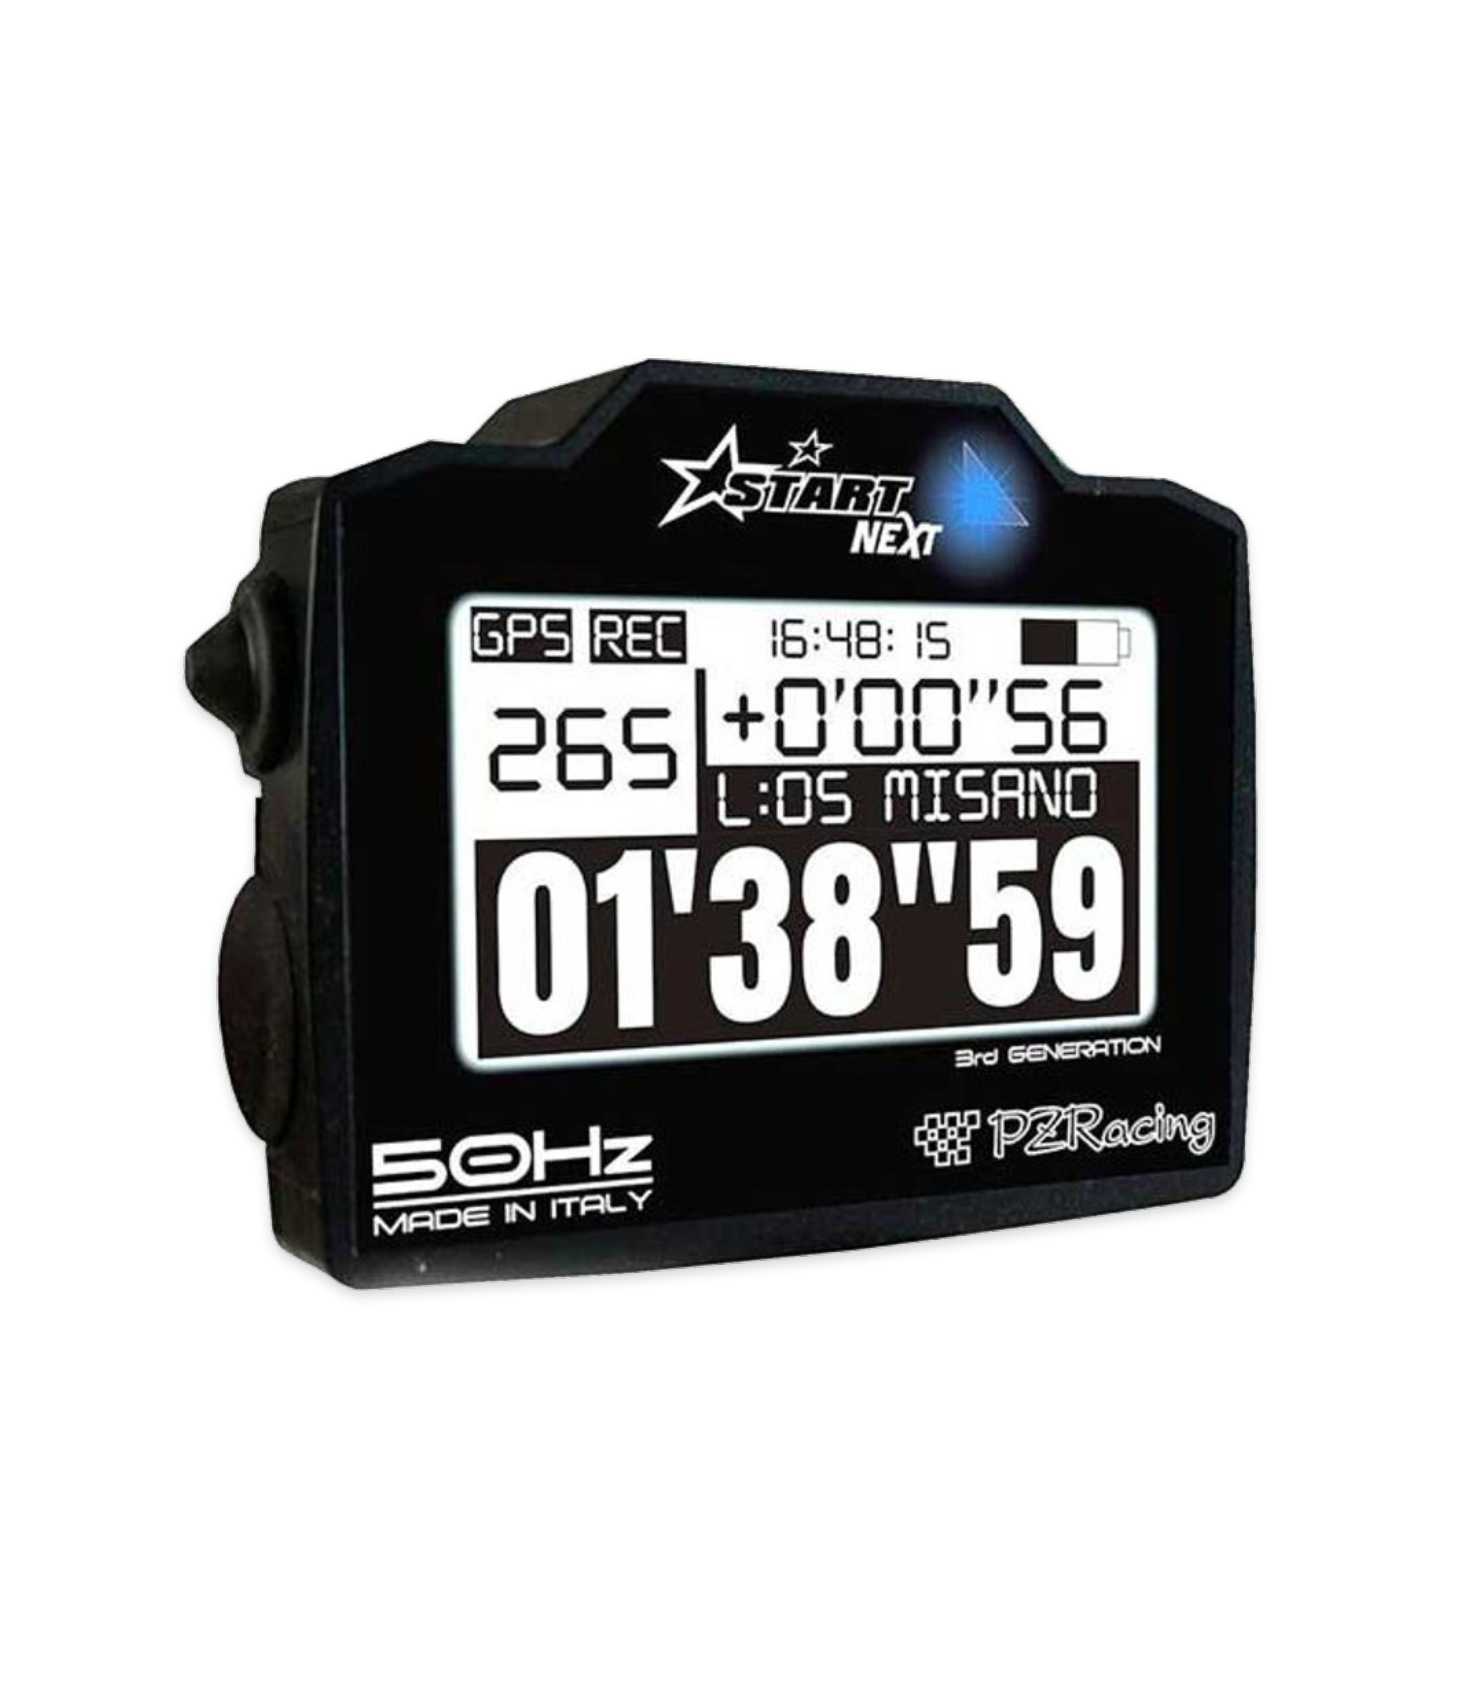 START
NEXT
GPS REC 16:48:15
265
+0'00"56
L:05 MISANO
01'38"59
3rd GENERATION
50Hz
MADE IN ITALY
PZRacing